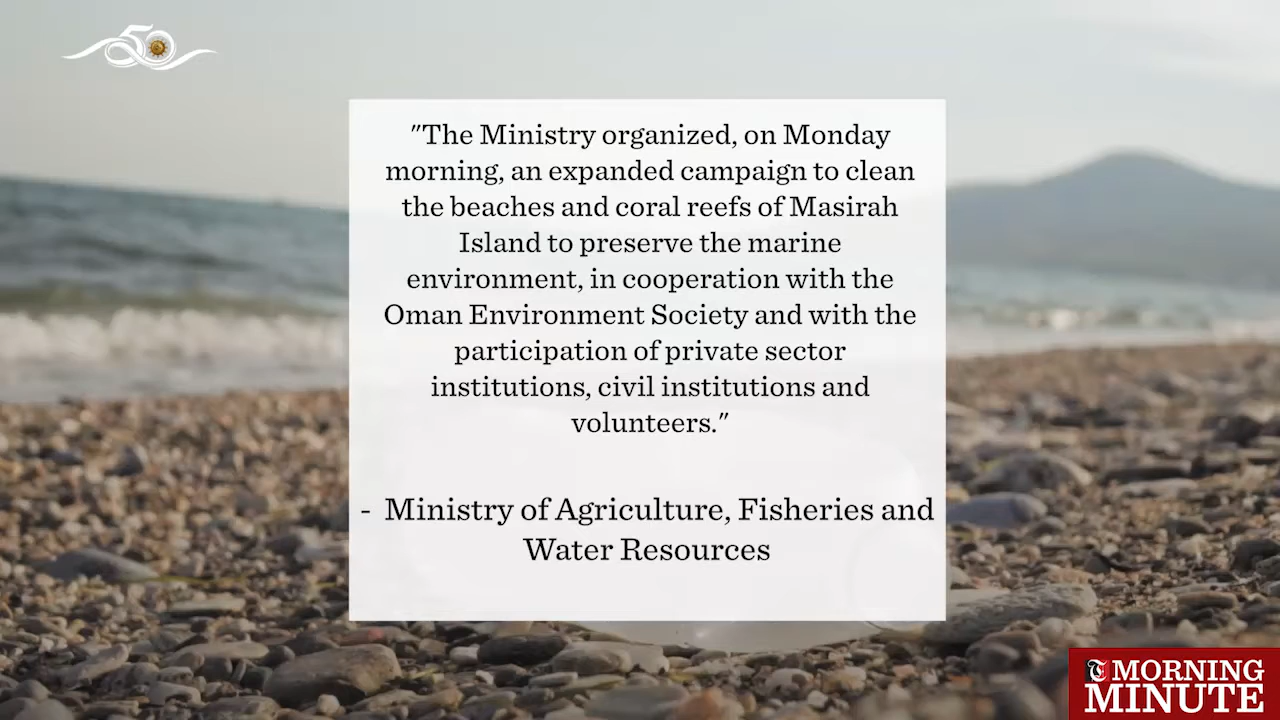 50
"The Ministry organized, on Monday
morning, an expanded campaign to clean
the beaches and coral reefs of Masirah
Island to preserve the marine
environment, in cooperation with the
Oman Environment Society and with the
participation of private sector
institutions, civil institutions and
volunteers."
- Ministry of Agriculture, Fisheries and
Water Resources
T MORNING
MINUTE